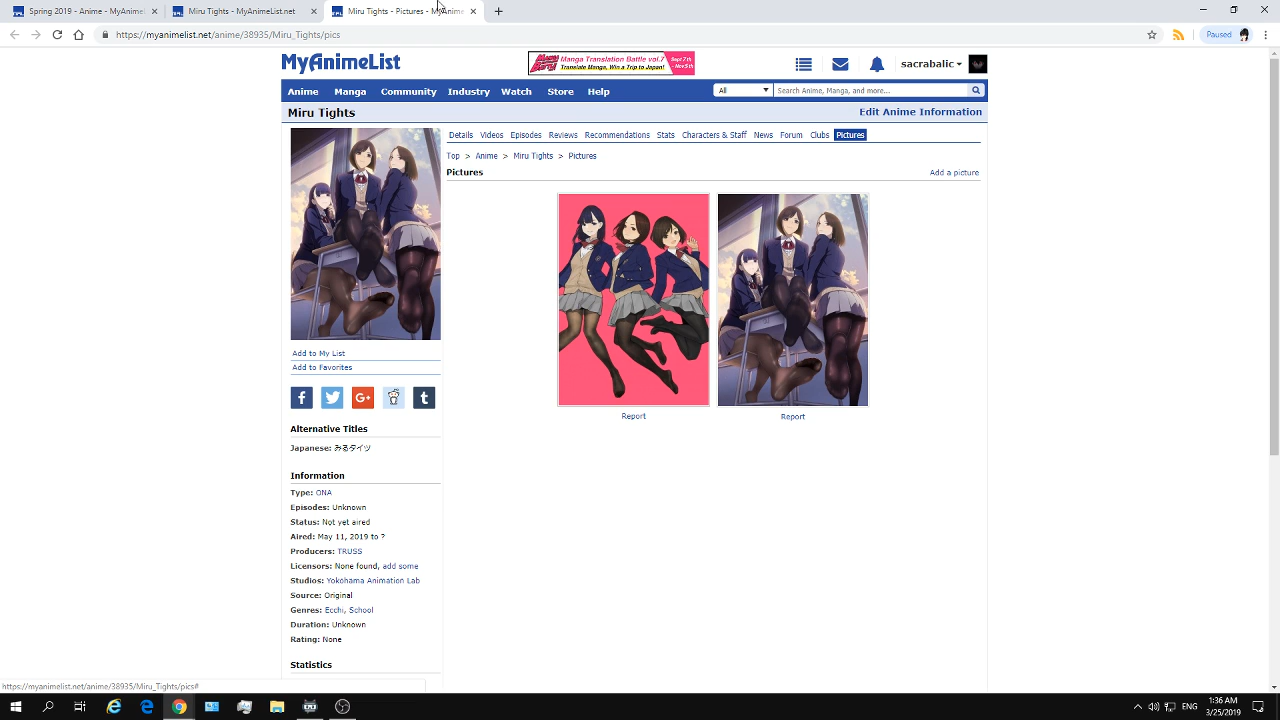 Spring 2019 - Anime - MyAnimeL
Miru Tights - MyAnimeList.net
Miru Tights - Pictures - MyAnime
https://myanimelist.net/anime/38935/Miru_Tights/pics
Paused
MyAnimeList
Manga Translation Battle vol.7
Translate Manga, Win a Trip to Japan!
Sept 7th
- Nov 5th
sacrabalic
Anime Manga Community Industry Watch Store Help
All
Search Anime, Manga, and more...
Miru Tights
Edit Anime Information
Details Videos Episodes Reviews Recommendations Stats Characters & Staff News Forum Clubs Pictures
Top > Anime > Miru Tights > Pictures
Pictures
Add a picture
Report
Report
Add to My List
Add to Favorites
Alternative Titles
Japanese: みるタイツ
Information
Type: ONA
Episodes: Unknown
Status: Not yet aired
Aired: May 11, 2019 to ?
Producers: TRUSS
Licensors: None found, add some
Studios: Yokohama Animation Lab
Source: Original
Genres: Ecchi, School
Duration: Unknown
Rating: None
Statistics
https://myanimelist.net/anime/38935/Miru_Tights/pics#
ENG
1:36 AM
3/25/2019